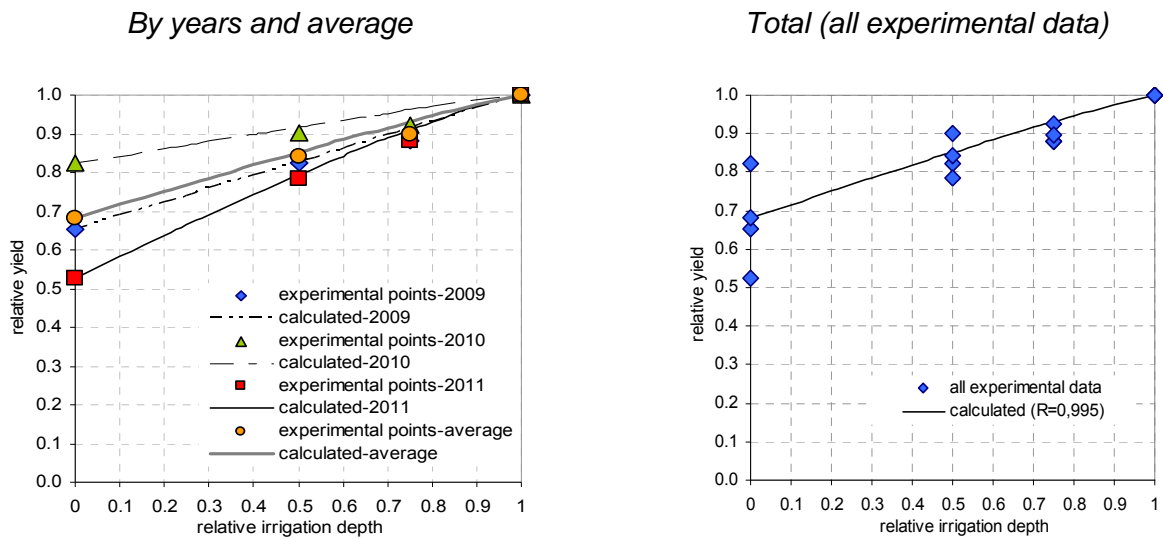 By years and average
1.0
0.9
0.8
0.7
0.6
0.5
0.4
0.3
0.2
0.1
0.0
relative yield
experimental points-2009
calculated-2009
experimental points-2010
calculated-2010
experimental points-2011
calculated-2011
experimental points-average
calculated-average
0 0.1 0.2 0.3 0.4 0.5 0.6 0.7 0.8 0.9 1
relative irrigation depth
Total (all experimental data)
1.0
0.9
0.8
0.7
0.6
0.5
0.4
0.3
0.2
0.1
0.0
relative yield
all experimental data
calculated (R=0,995)
0 0.1 0.2 0.3 0.4 0.5 0.6 0.7 0.8 0.9 1
relative irrigation depth